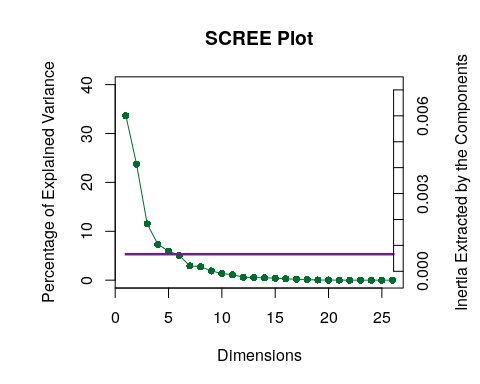 SCREE Plot
Percentage of Explained Variance
40
30
20
10
0
0.006
0.003
0.000
Inertia Extracted by the Components
0 5 10 15 20 25
Dimensions